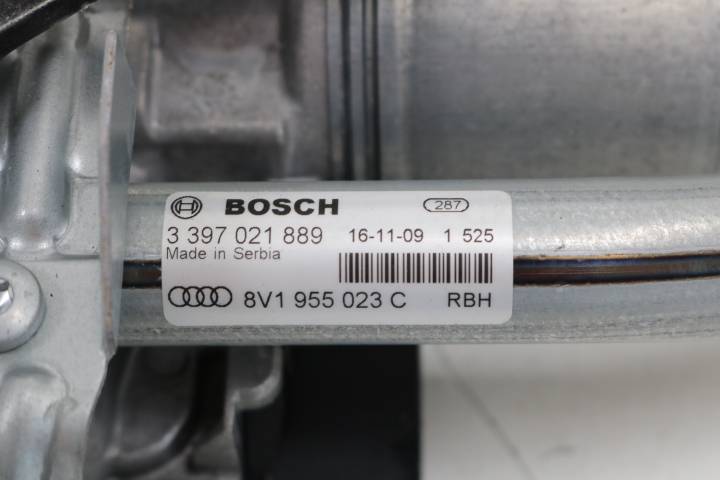 BOSCH 287
3 397 021 889 16-11-09 1 525
Made in Serbia
8V1 955 023 C RBH